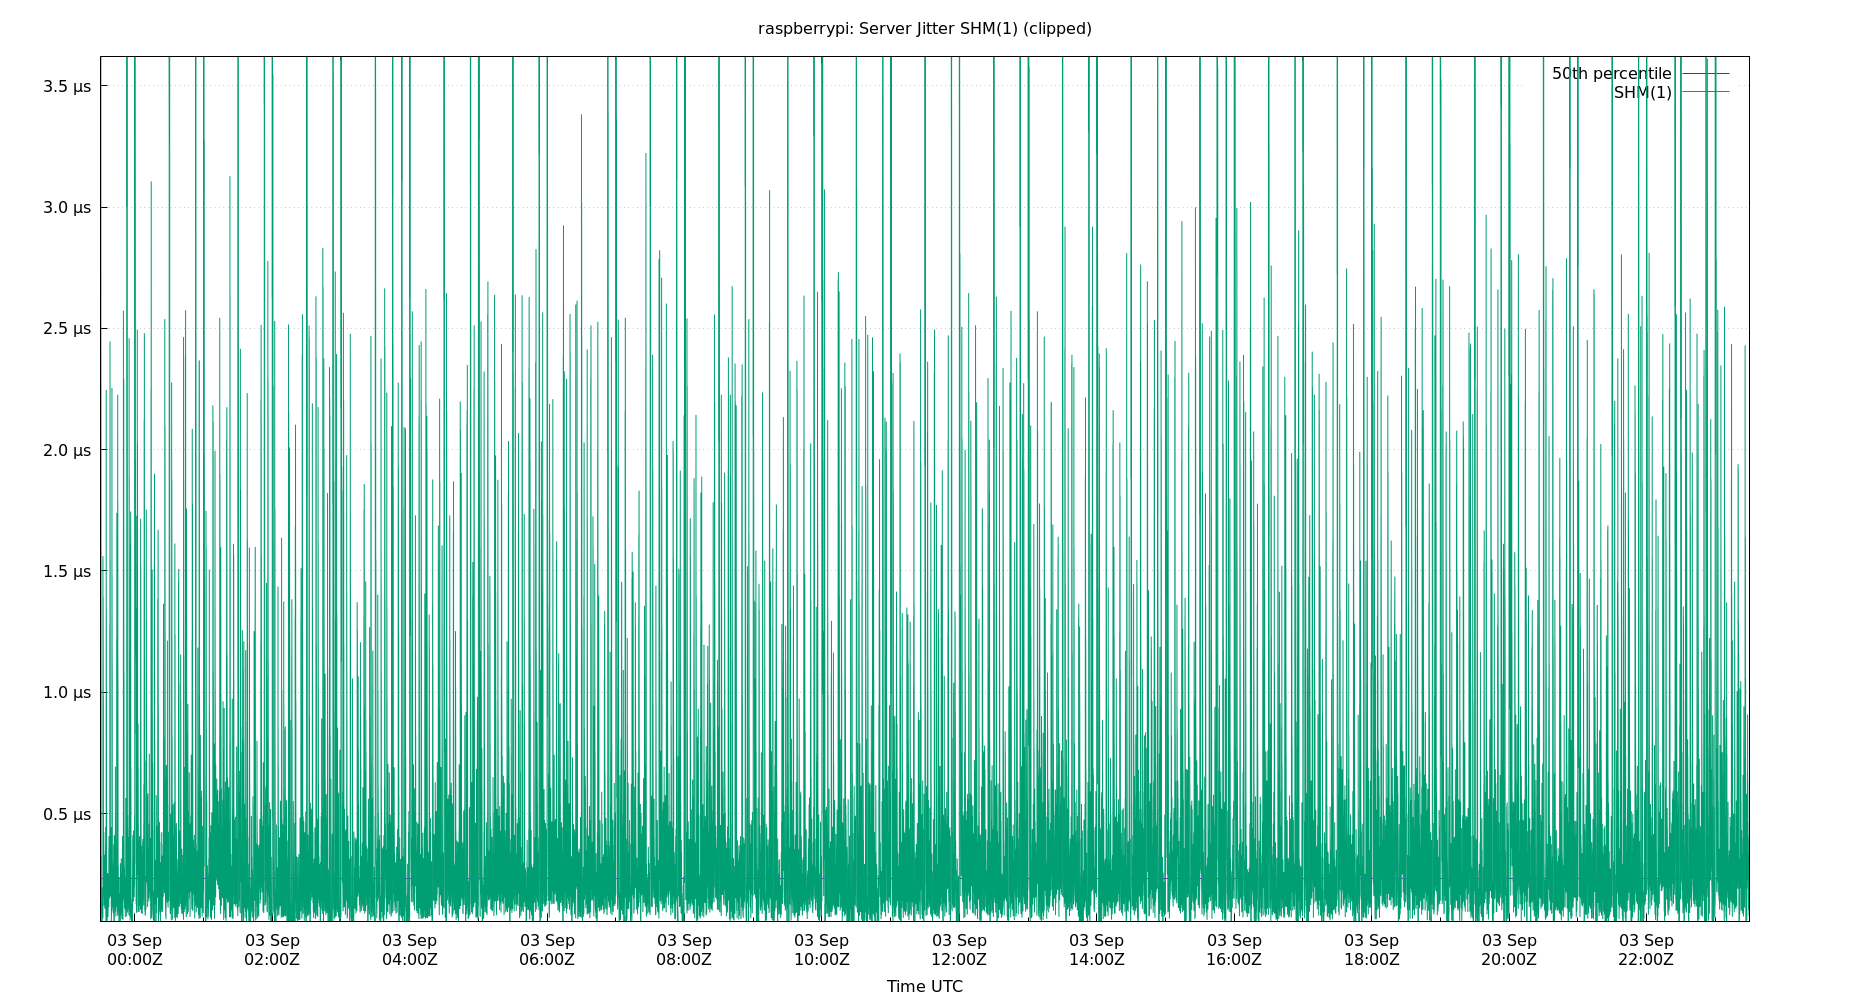 raspberrypi: Server Jitter SHM(1) (clipped)
50th percentile
SHM(1)
3.5 µs
3.0 µs
2.5 µs
2.0 µs
1.5 µs
1.0 µs
0.5 µs
03 Sep 03 Sep 03 Sep 03 Sep 03 Sep 03 Sep 03 Sep 03 Sep 03 Sep 03 Sep 03 Sep 03 Sep
00:00Z 02:00Z 04:00Z 06:00Z 08:00Z 10:00Z 12:00Z 14:00Z 16:00Z 18:00Z 20:00Z 22:00Z
Time UTC